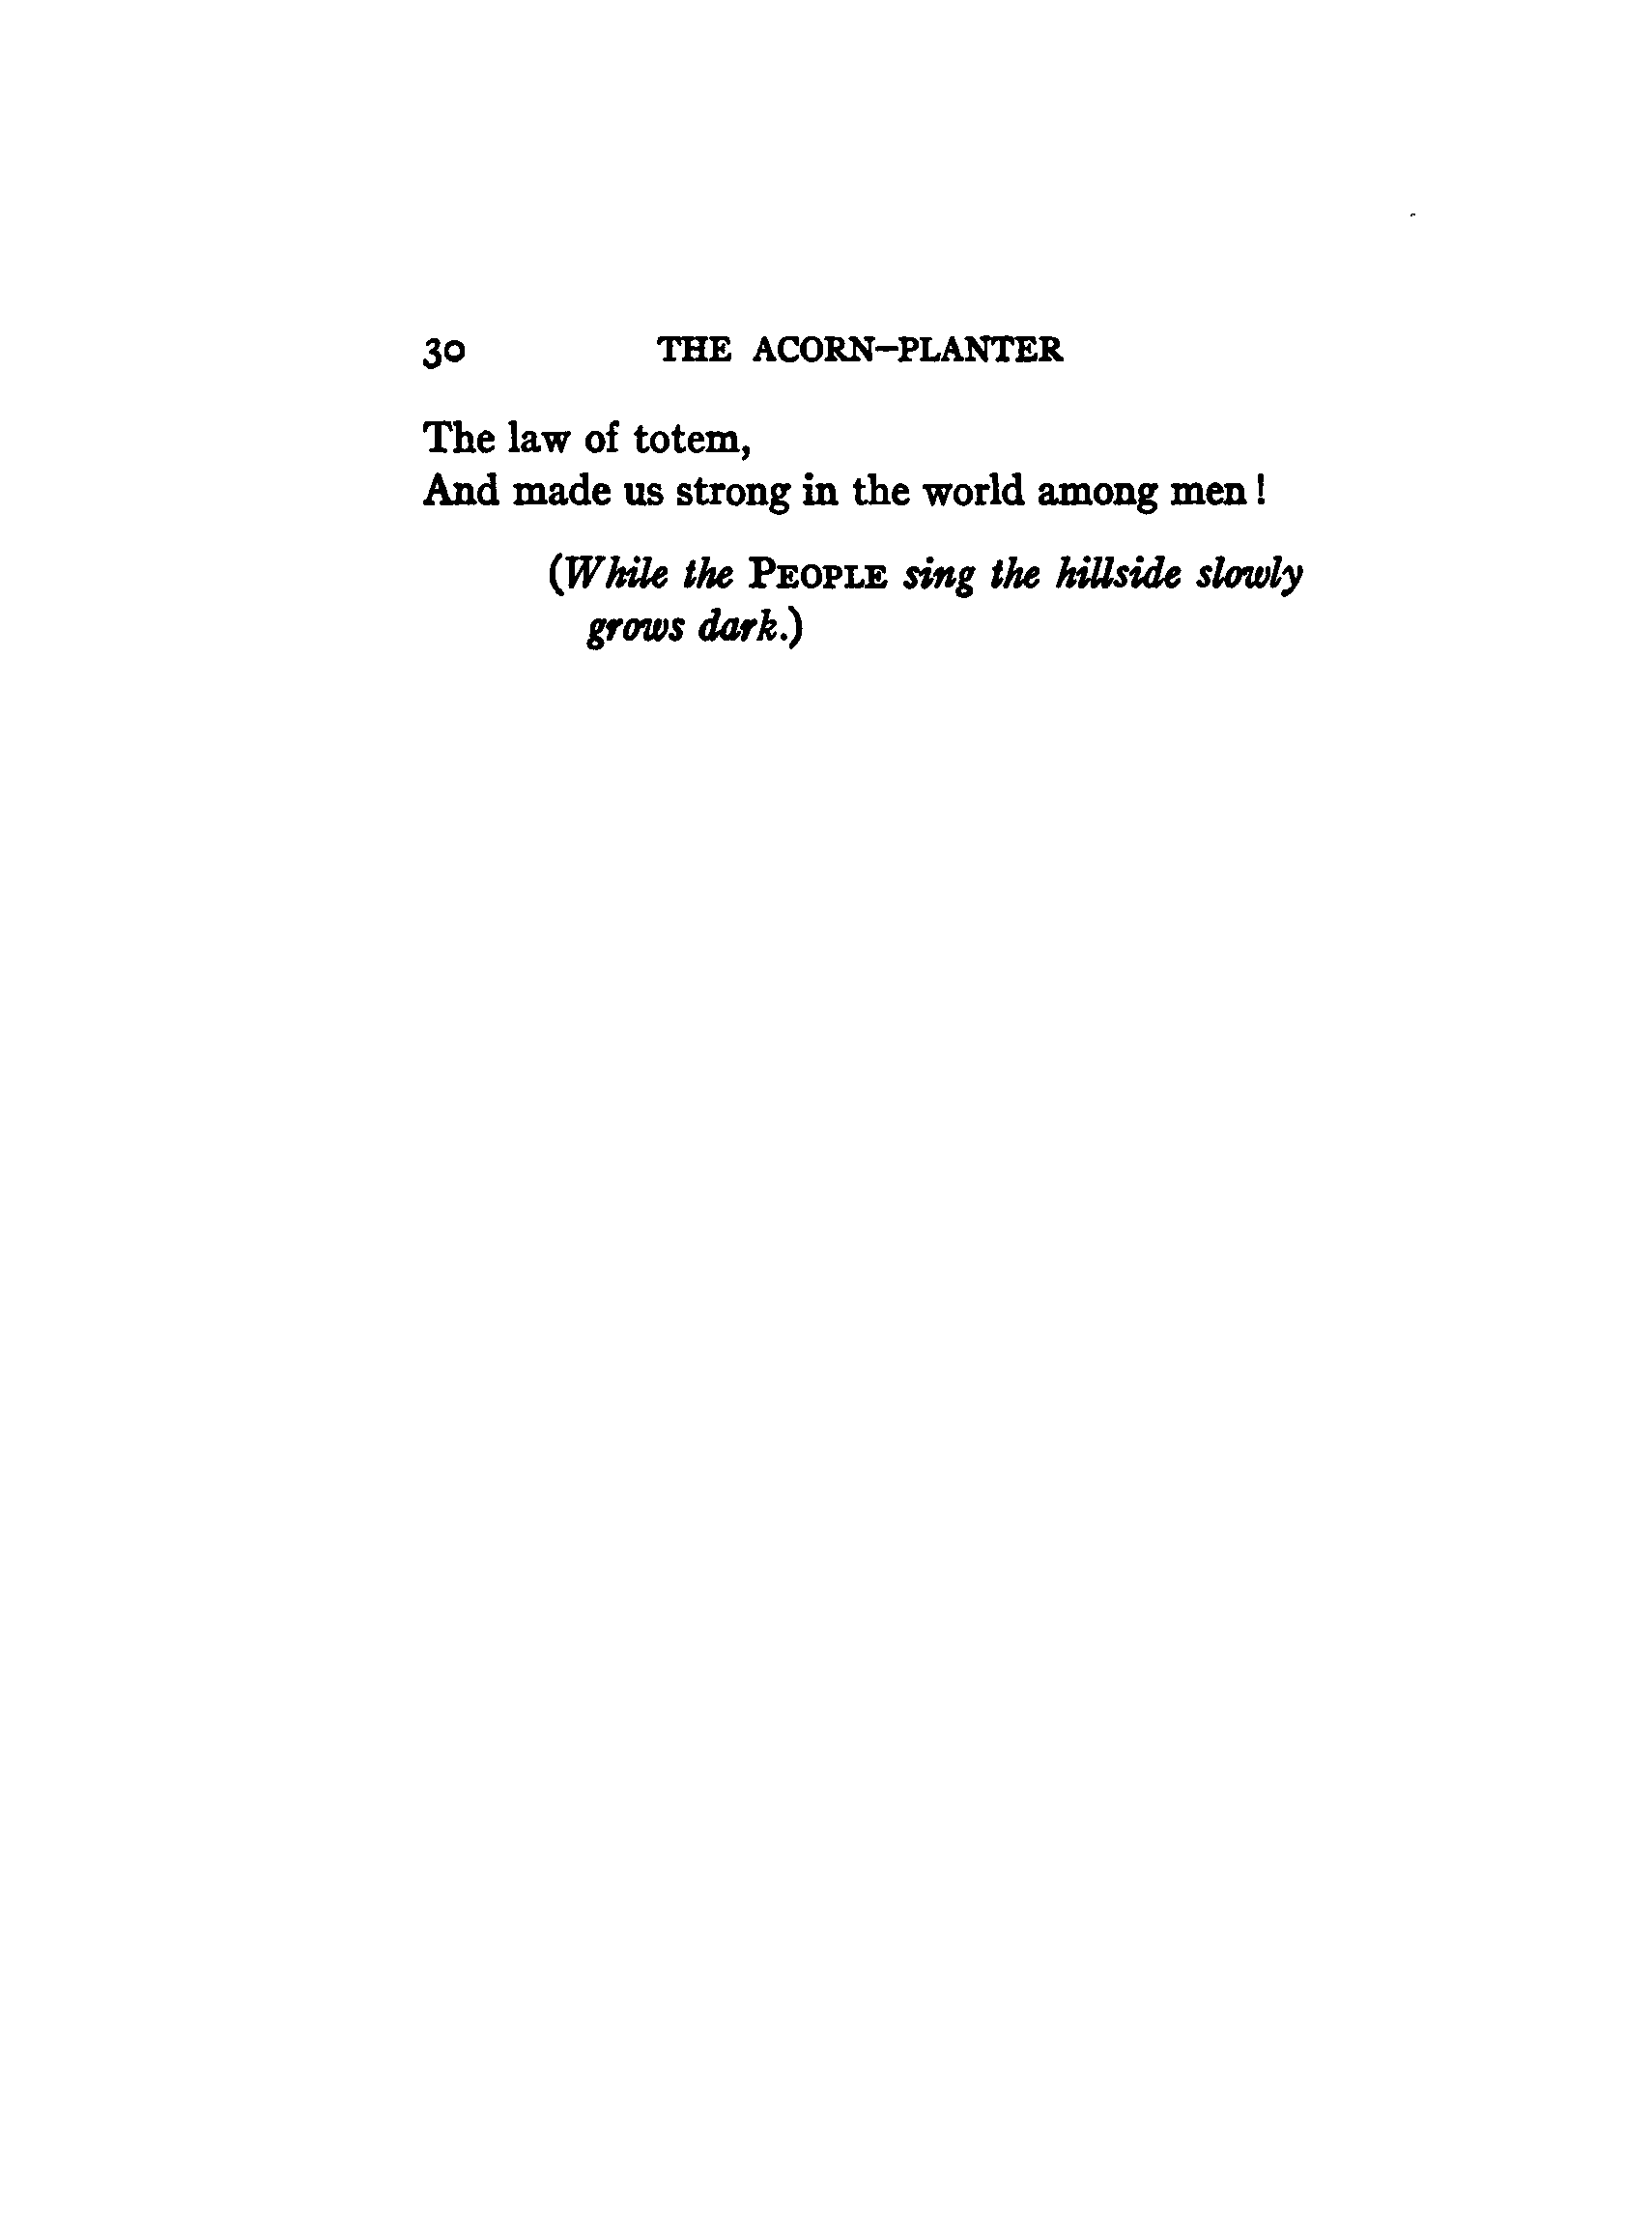 30 THE ACORN-PLANTER
The law of totem,
And made us strong in the world among men!
(While the PEOPLE sing the hillside slowly
grows dark.)